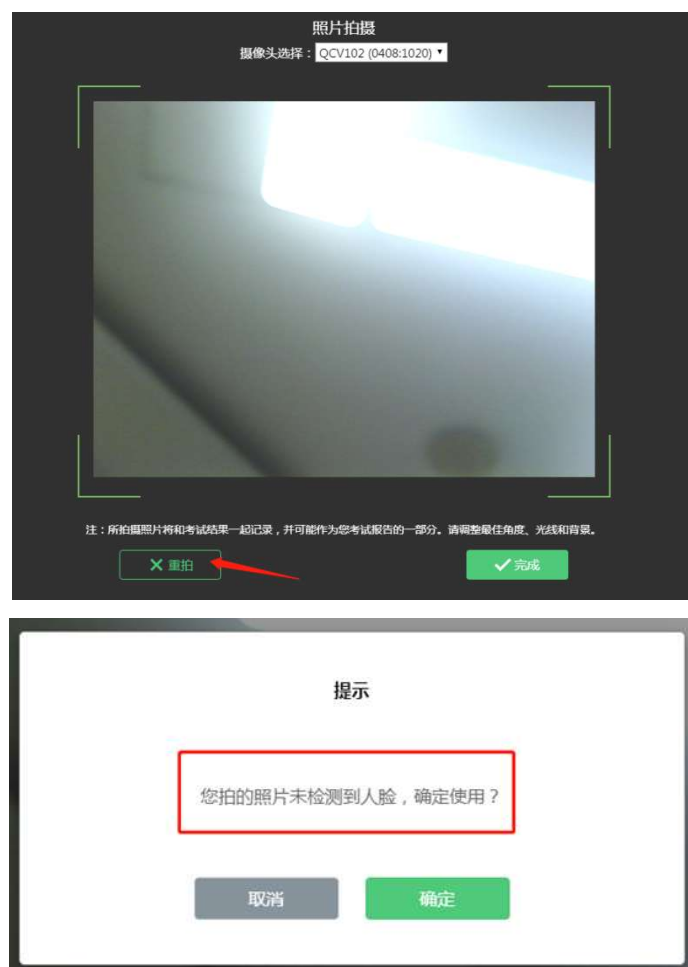 照片拍摄
摄像头选择：QCV102 (0408:1020)
注：所拍摄照片将和考试结果一起记录，并可能作为您考试报告的一部分。请调整最佳角度、光线和背景。
重拍
完成
提示
您拍的照片未检测到人脸，确定使用？
取消
确定